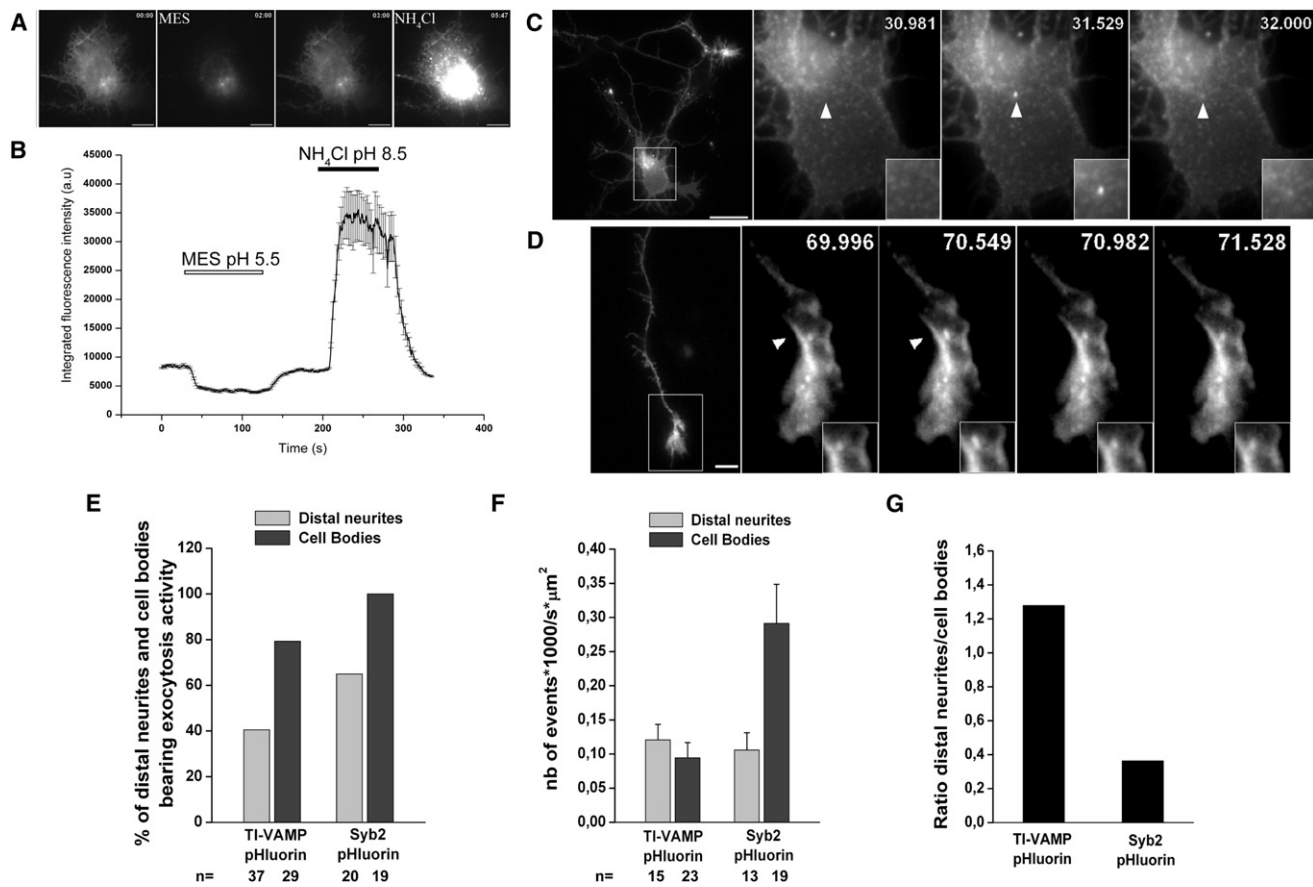 A
00:00
MES
02:00
03:00
NH4Cl
05:47
B
NH4Cl pH 8.5
MES pH 5.5
Integrated fluorescence intensity (a.u)
45000
40000
35000
30000
25000
20000
15000
10000
5000
0
0
100
200
300
400
Time (s)
C
30.981
31.529
32.000
D
69.996
70.549
70.982
71.528
E
Distal neurites
Cell Bodies
% of distal neurites and cell bodies
bearing exocytosis activity
120
100
80
60
40
20
0
TI-VAMP
pHluorin
Syb2
pHluorin
n=
37
29
20
19
F
Distal neurites
Cell Bodies
nb of events*1000/s*µm²
0,40
0,35
0,30
0,25
0,20
0,15
0,10
0,05
0,00
TI-VAMP
pHluorin
Syb2
pHluorin
n=
15
23
13
19
G
Ratio distal neurites/cell bodies
1,6
1,4
1,2
1,0
0,8
0,6
0,4
0,2
0,0
TI-VAMP
pHluorin
Syb2
pHluorin